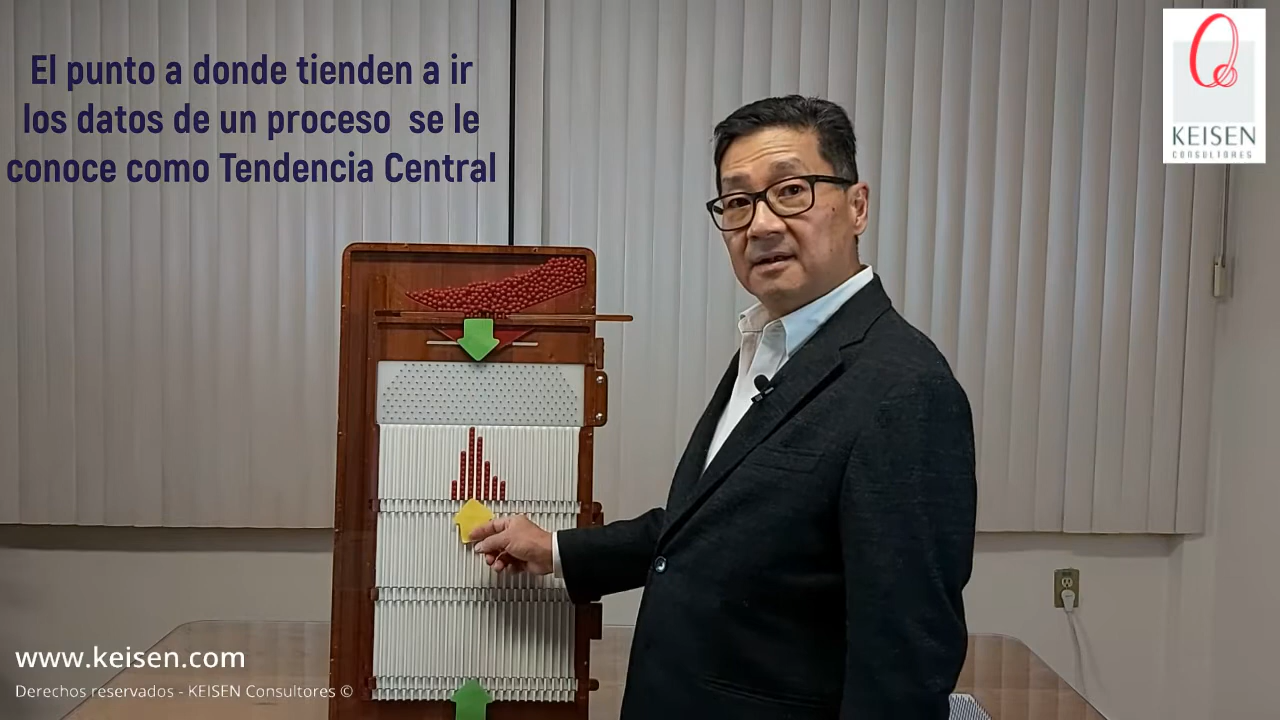 El punto a donde tienden a ir
los datos de un proceso se le
conoce como Tendencia Central
KEISEN
CONSULTORES
www.keisen.com
Derechos reservados - KEISEN Consultores ©